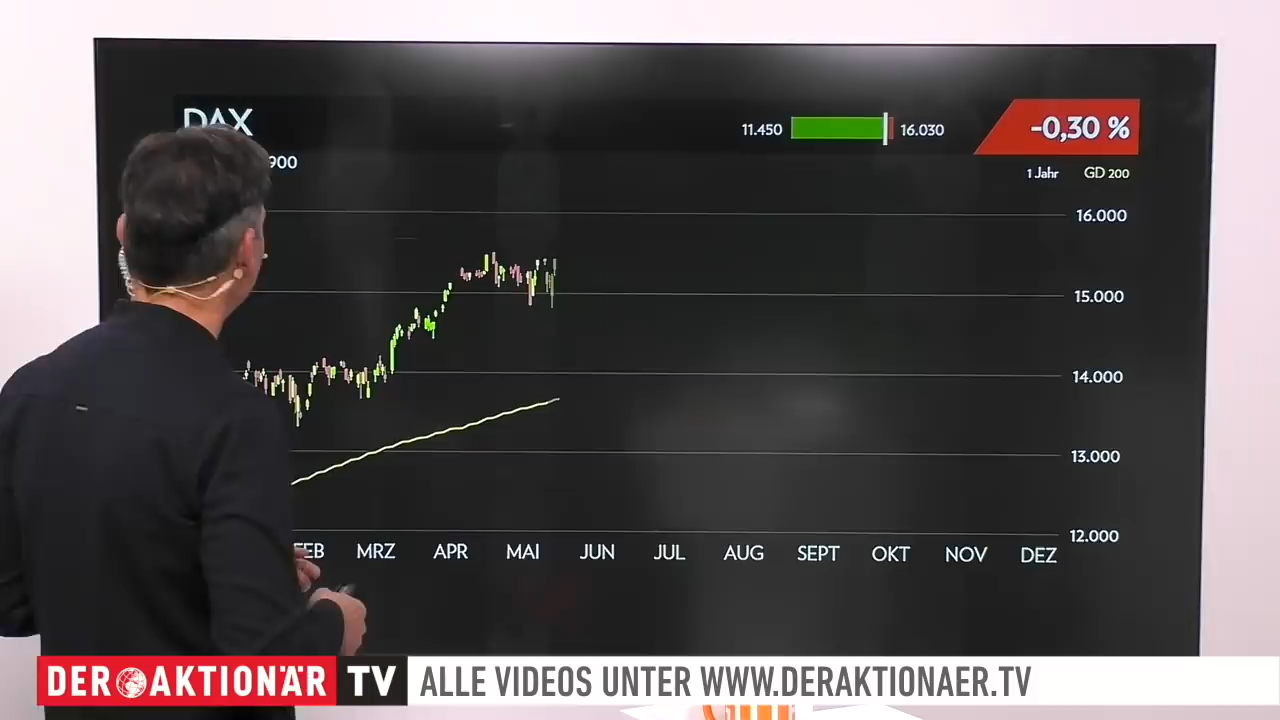 DAX
11.450
16.030
-0,30 %
900
1 Jahr
GD 200
16.000
15.000
14.000
13.000
12.000
FEB MRZ APR MAI JUN JUL AUG SEPT OKT NOV DEZ
DER AKTIONÄR TV
ALLE VIDEOS UNTER WWW.DERAKTIONAER.TV